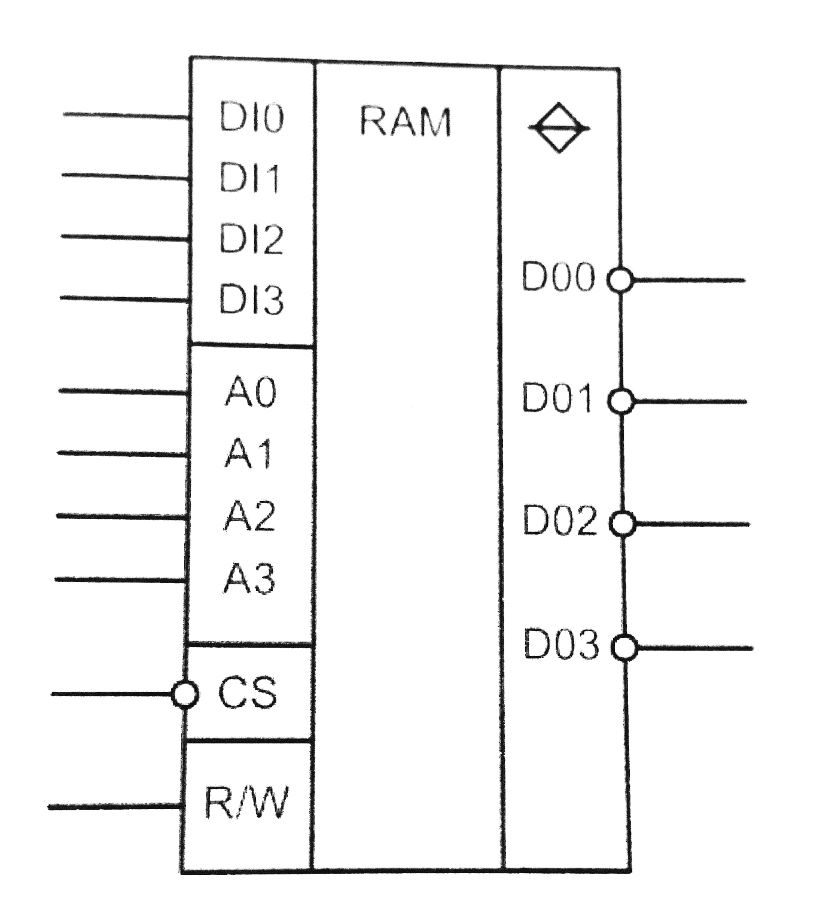 DI0
DI1
DI2
DI3
A0
A1
A2
A3
CS
R/W
RAM
D00
D01
D02
D03